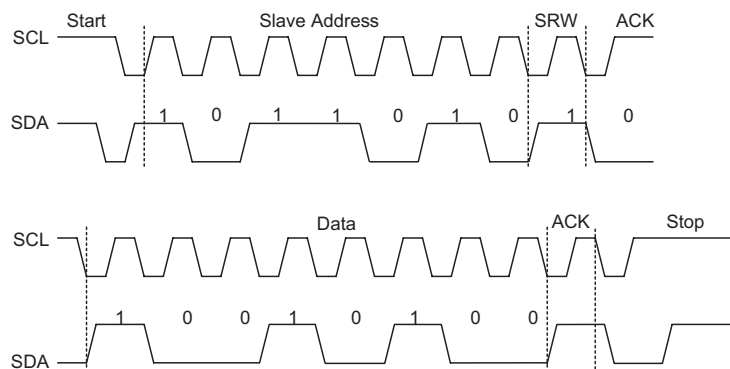 Start Slave Address SRW ACK
SCL
1 0 1 1 0 1 0 1 0
SDA
Data ACK Stop
SCL
1 0 0 1 0 1 0 0
SDA